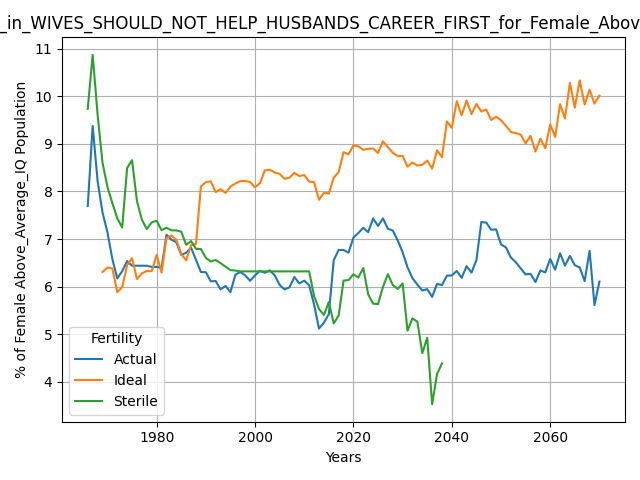 _in_WIVES_SHOULD_NOT_HELP_HUSBANDS_CAREER_FIRST_for_Female_Abov
% of Female Above_Average_IQ Population
11
10
9
8
7
6
5
4
Fertility
Actual
Ideal
Sterile
1980
2000
2020
2040
2060
Years